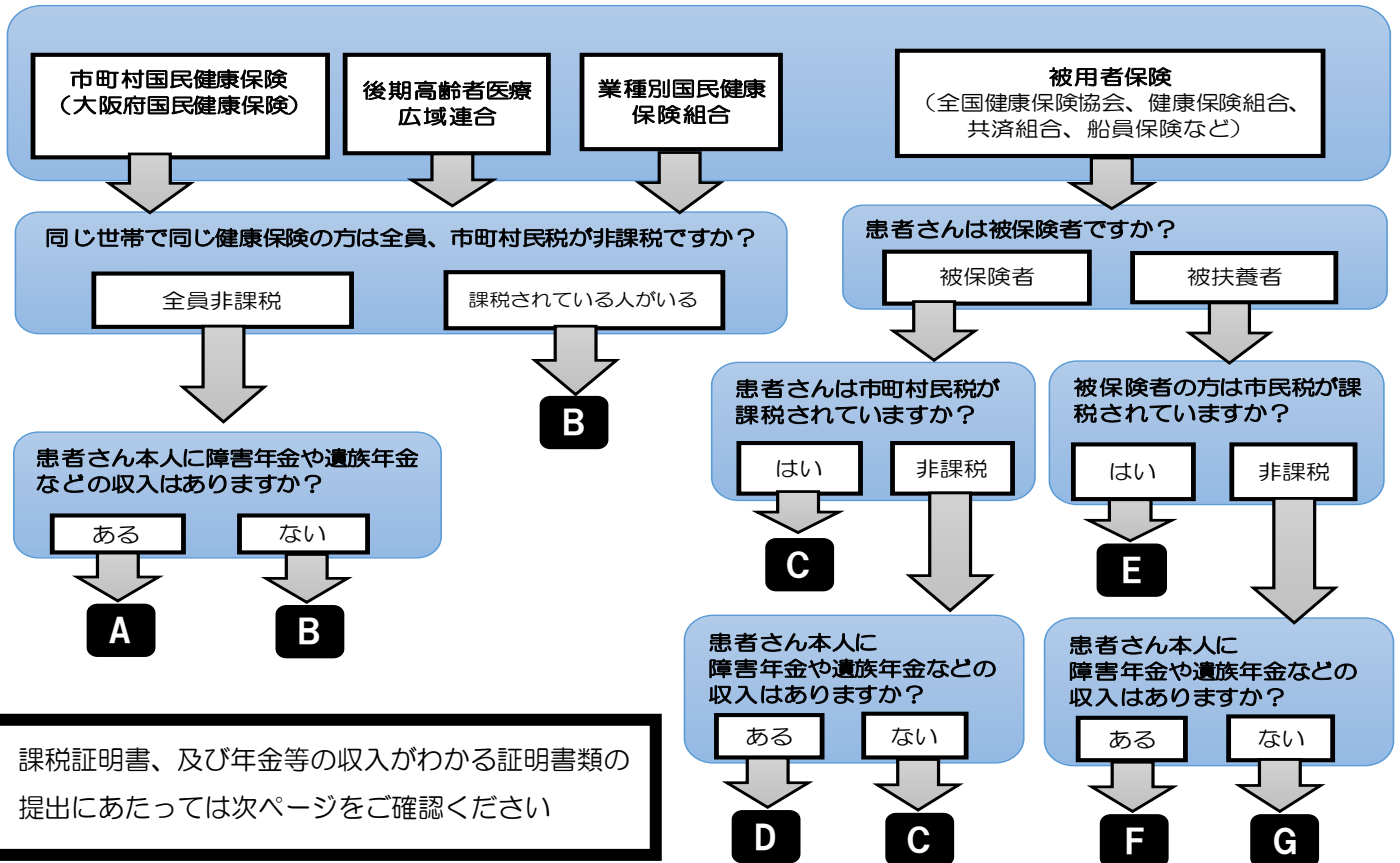 市町村国民健康保険
（大阪府国民健康保険）
後期高齢者医療
広域連合
業種別国民健康
保険組合
被用者保険
（全国健康保険協会、健康保険組合、
共済組合、船員保険など）
同じ世帯で同じ健康保険の方は全員、市町村民税が非課税ですか？
全員非課税
課税されている人がいる
B
患者さん本人に障害年金や遺族年金
などの収入はありますか？
ある
ない
A
B
患者さんは被保険者ですか？
被保険者
被扶養者
患者さんは市町村民税が
課税されていますか？
はい
非課税
C
被保険者の方は市民税が課
税されていますか？
はい
非課税
E
患者さん本人に
障害年金や遺族年金などの
収入はありますか？
ある
ない
D
C
患者さん本人に
障害年金や遺族年金などの
収入はありますか？
ある
ない
F
G
課税証明書、及び年金等の収入がわかる証明書類の
提出にあたっては次ページをご確認ください